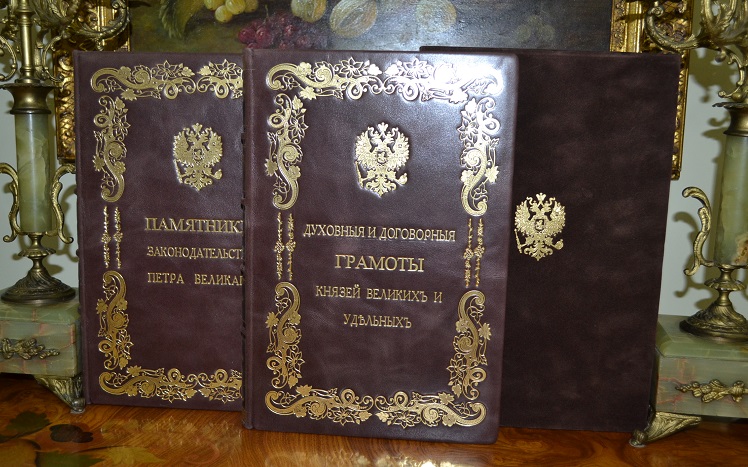 ПАМЯТНИК
ЗАКОНОДАТЕЛЬСТ
ПЕТРА ВЕЛИКА
ДУХОВНЫЯ И ДОГОВОРНЫЯ
ГРАМОТЫ
КНЯЗЕЙ ВЕЛИКИХЪ И
УДѢЛЬНЫХЪ